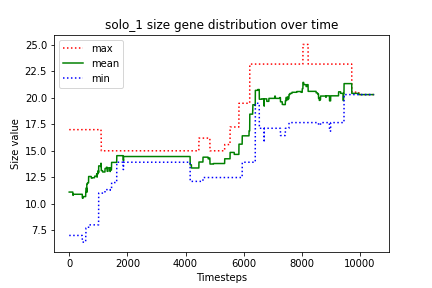 solo_1 size gene distribution over time
max
mean
min
Size value
25.0
22.5
20.0
17.5
15.0
12.5
10.0
7.5
0 2000 4000 6000 8000 10000
Timesteps